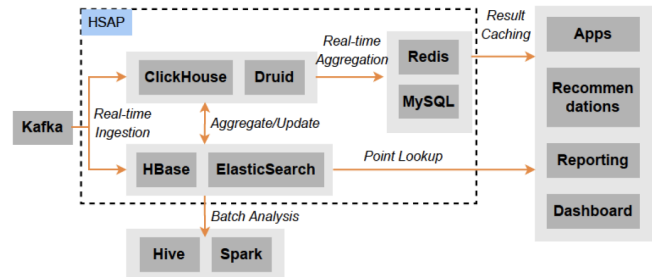 HSAP
Real-time
Aggregation
Result
Caching
ClickHouse
Druid
Redis
MySQL
Apps
Recommen
dations
Reporting
Dashboard
Kafka
Real-time
Ingestion
Aggregate/Update
HBase
ElasticSearch
Point Lookup
Batch Analysis
Hive
Spark